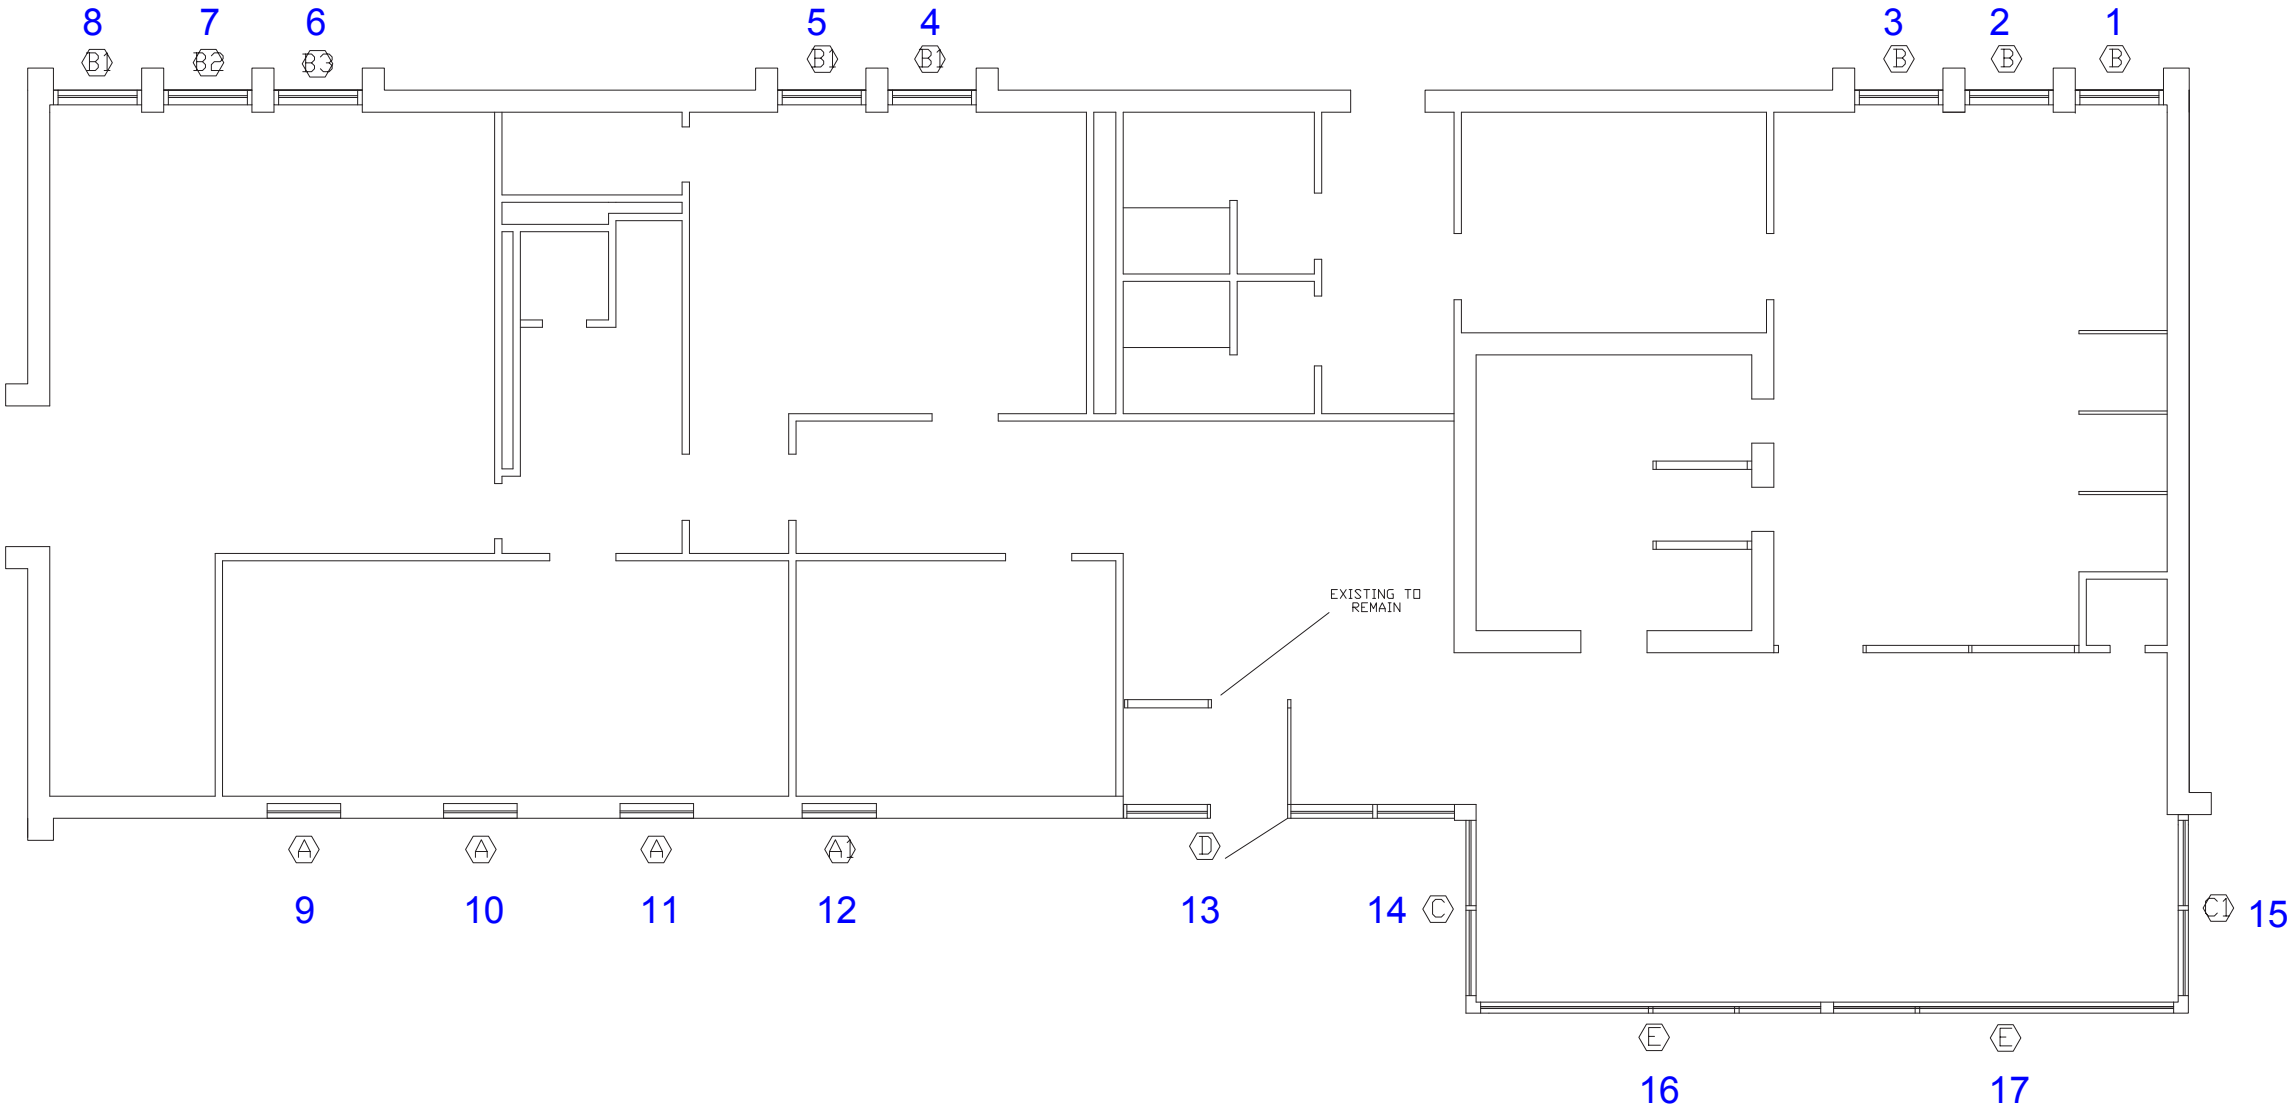 8 7 6 5 4 3 2 1
B1 B2 B3 B1 B1 B B B
EXISTING TO
REMAIN
A A A A1 D
9 10 11 12 13 14 C C1 15
E E
16 17